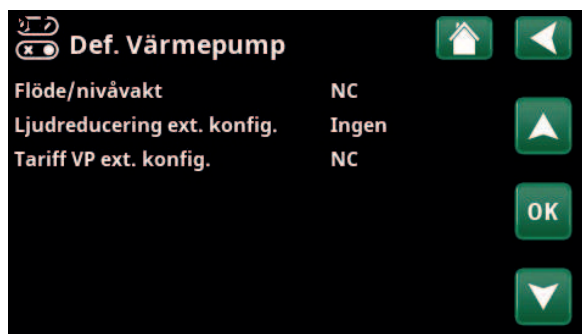 Def. Värmepump
Flöde/nivåvakt NC
Ljudreducering ext. konfig. Ingen
Tariff VP ext. konfig. NC
OK